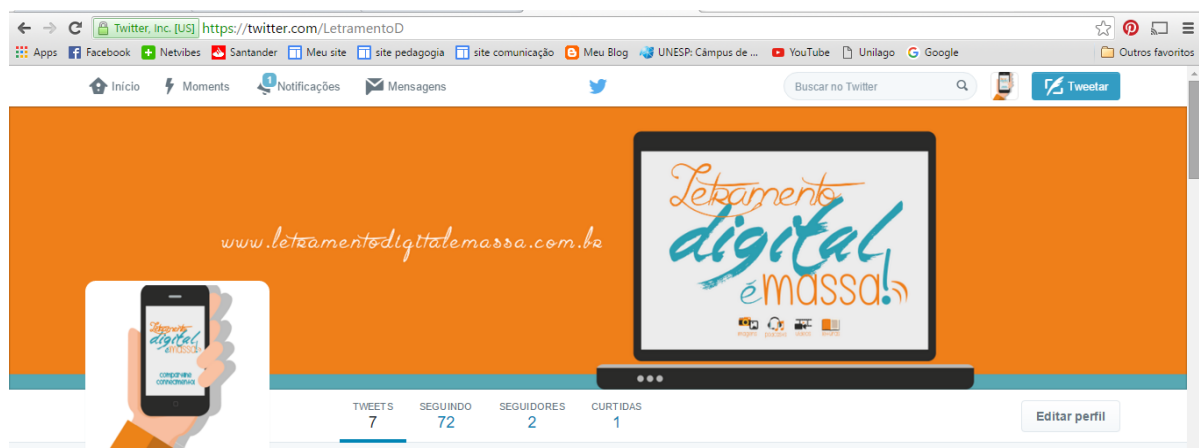 Twitter, Inc. [US] https://twitter.com/LetramentoD
Apps Facebook Netvibes Santander Meu site site pedagogia site comunicação Meu Blog UNESP: Câmpus de ... YouTube Unilago Google Outros favoritos
Início Moments 1 Notificações Mensagens Buscar no Twitter Tweetar
www.letramentodigitalemassa.com.br
Letramento
digital
é massa!
Letramento
digital
é massa!
compartilhe
conhecimento
TWEETS SEGUINDO SEGUIDORES CURTIDAS
7 72 2 1
Editar perfil